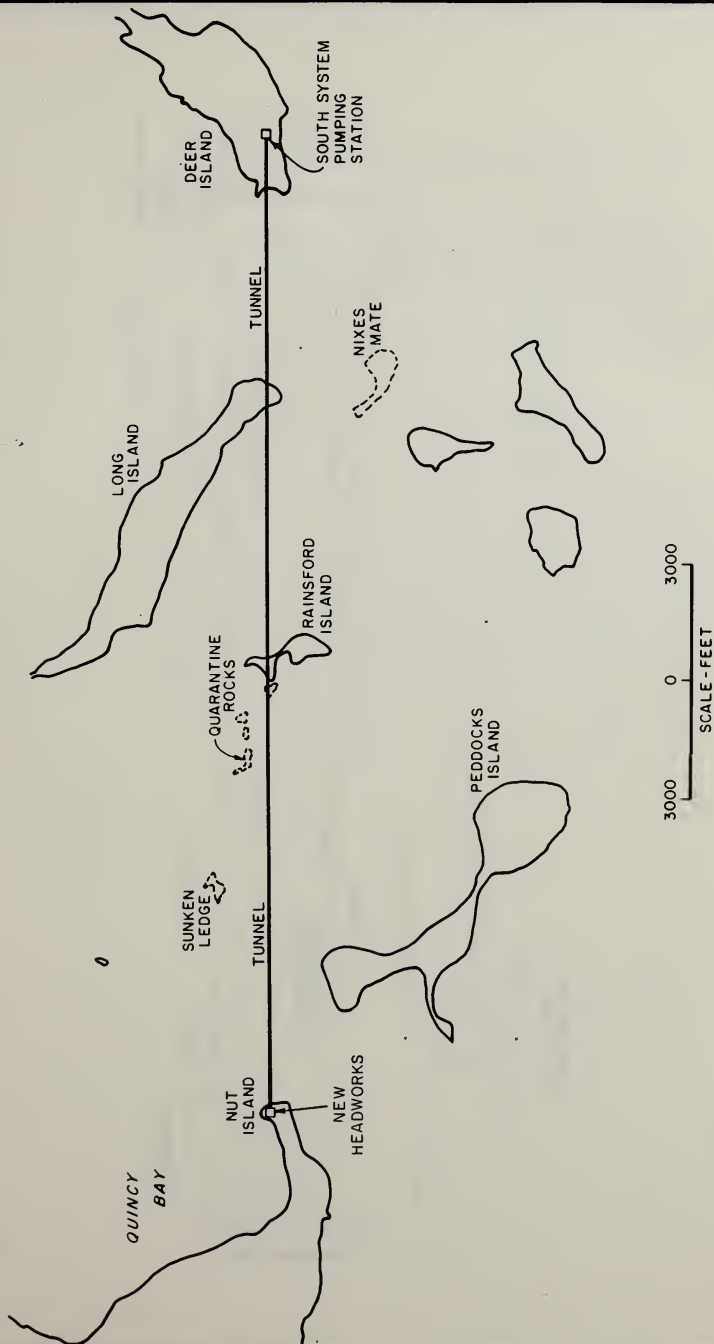 QUINCY
BAY
NUT
ISLAND
NEW
HEADWORKS
SUNKEN
LEDGE
TUNNEL
QUARANTINE
ROCKS
RAINSFORD
ISLAND
PEDDOCKS
ISLAND
LONG
ISLAND
NIXES
MATE
TUNNEL
DEER
ISLAND
SOUTH SYSTEM
PUMPING
STATION
3000 0 3000
SCALE-FEET